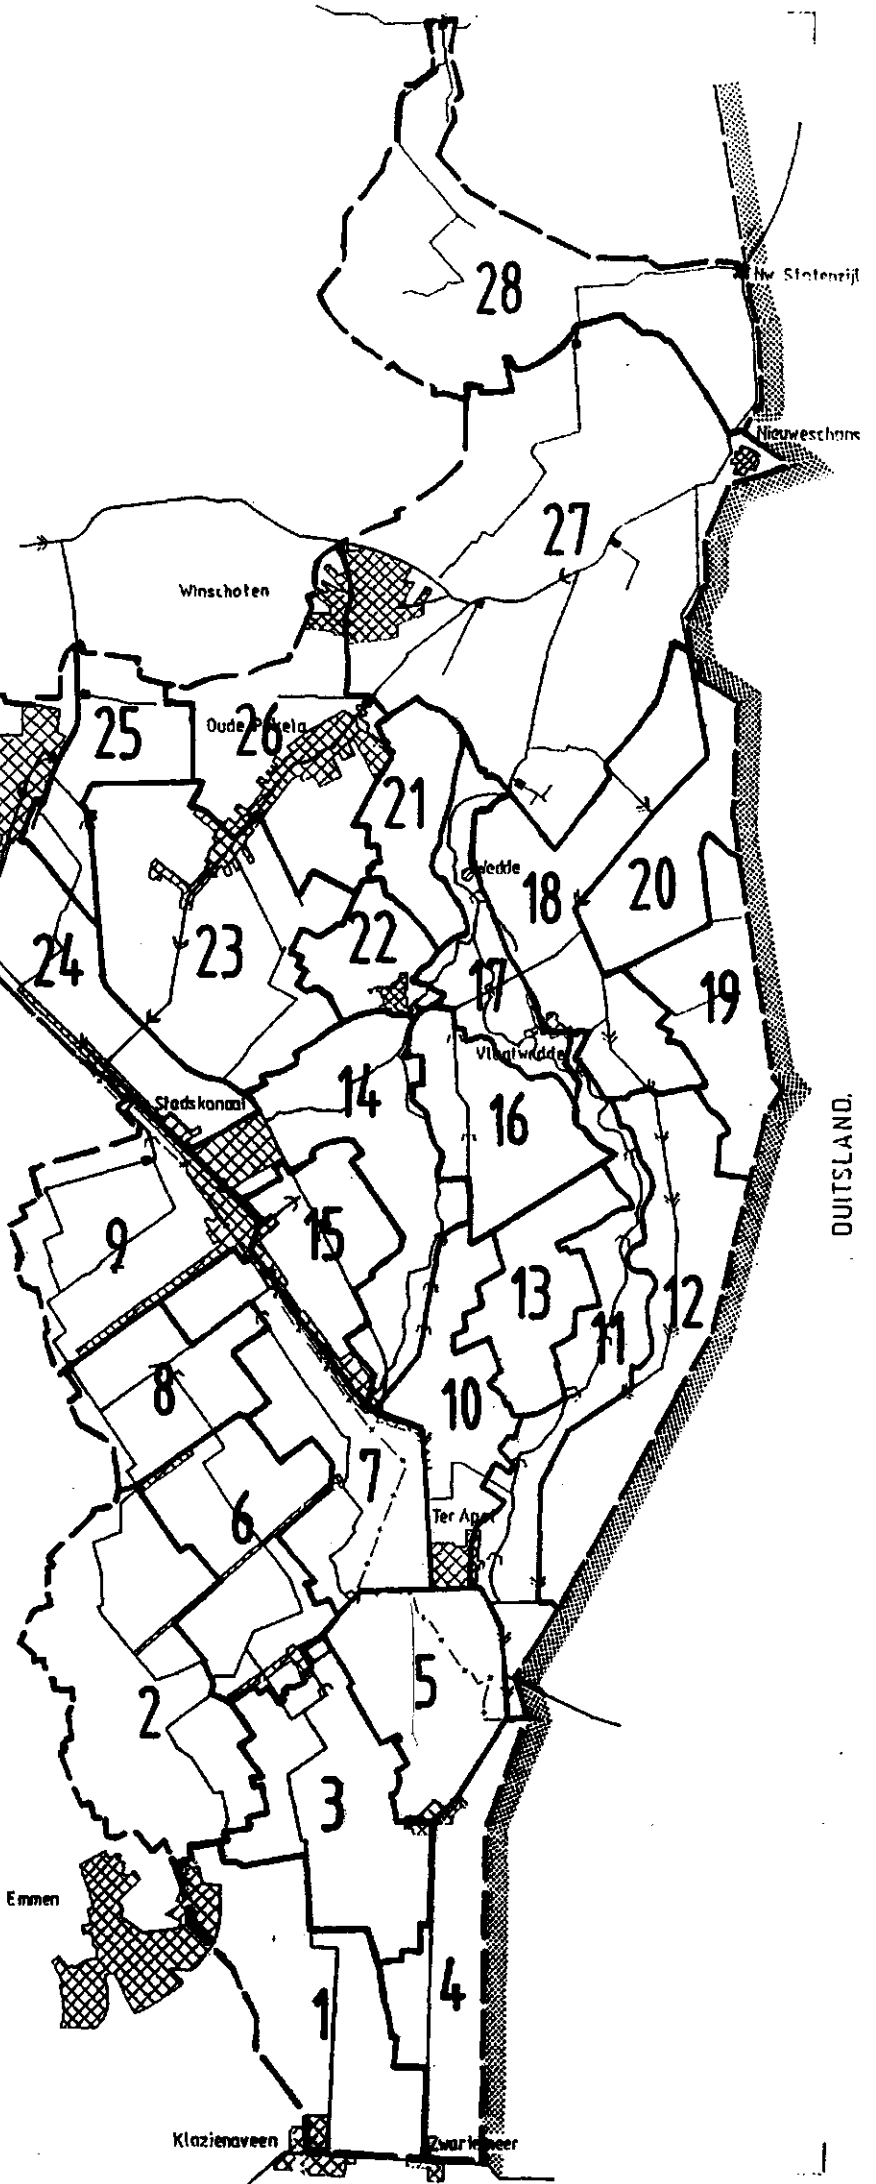 28
Nw Statenzijl
Nieuweschans
27
Winschoten
25
Oude Pekela
26
21
Wedde
18
20
22
24
23
17
19
Vlagtwedde
14
Stadskanaal
16
DUITSLAND.
9
15
13
12
11
8
10
7
6
Ter Apel
5
2
3
Emmen
4
1
Klazienaveen
Zwartemeer